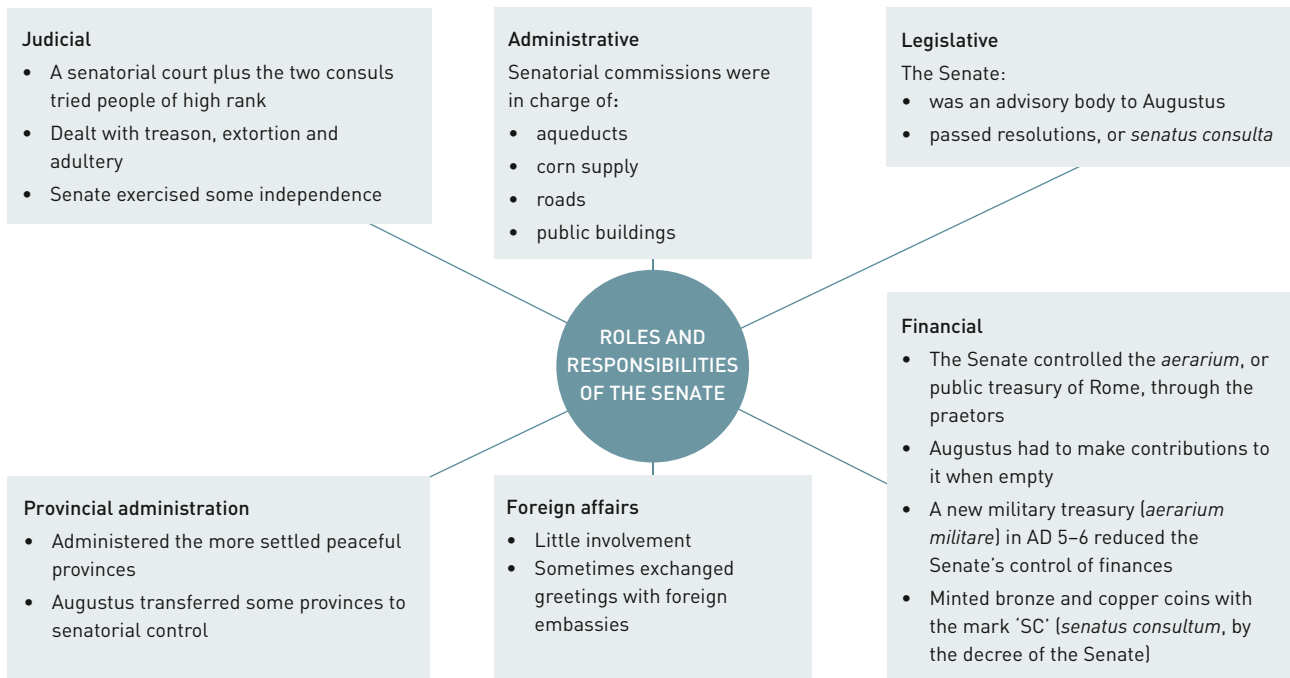 Judicial
• A senatorial court plus the two consuls
tried people of high rank
• Dealt with treason, extortion and
adultery
• Senate exercised some independence
Administrative
Senatorial commissions were
in charge of:
• aqueducts
• corn supply
• roads
• public buildings
Legislative
The Senate:
• was an advisory body to Augustus
• passed resolutions, or senatus consulta
ROLES AND
RESPONSIBILITIES
OF THE SENATE
Provincial administration
• Administered the more settled peaceful
provinces
• Augustus transferred some provinces to
senatorial control
Foreign affairs
• Little involvement
• Sometimes exchanged
greetings with foreign
embassies
Financial
• The Senate controlled the aerarium, or
public treasury of Rome, through the
praetors
• Augustus had to make contributions to
it when empty
• A new military treasury (aerarium
militare) in AD 5–6 reduced the
Senate’s control of finances
• Minted bronze and copper coins with
the mark ‘SC’ (senatus consultum, by
the decree of the Senate)